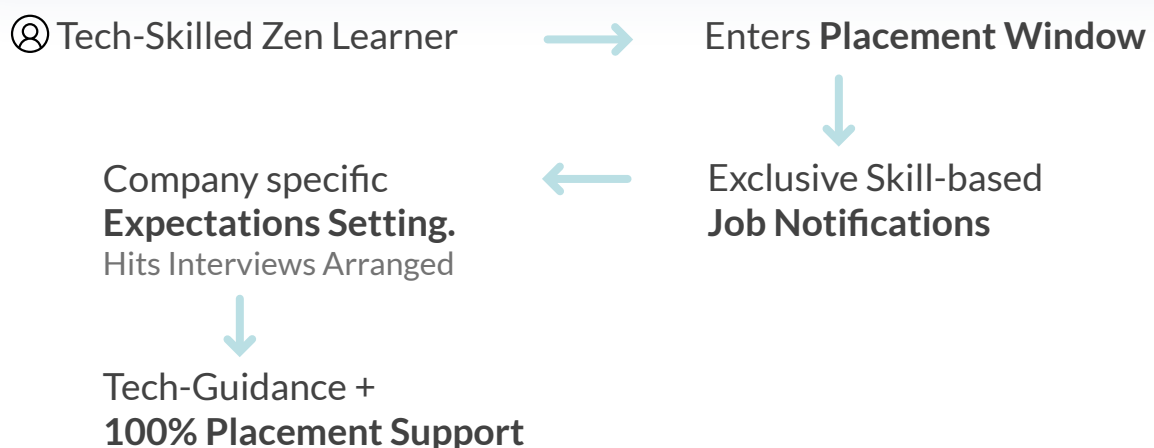 Tech-Skilled Zen Learner
Enters Placement Window
Exclusive Skill-based
Job Notifications
Company specific
Expectations Setting.
Hits Interviews Arranged
Tech-Guidance +
100% Placement Support